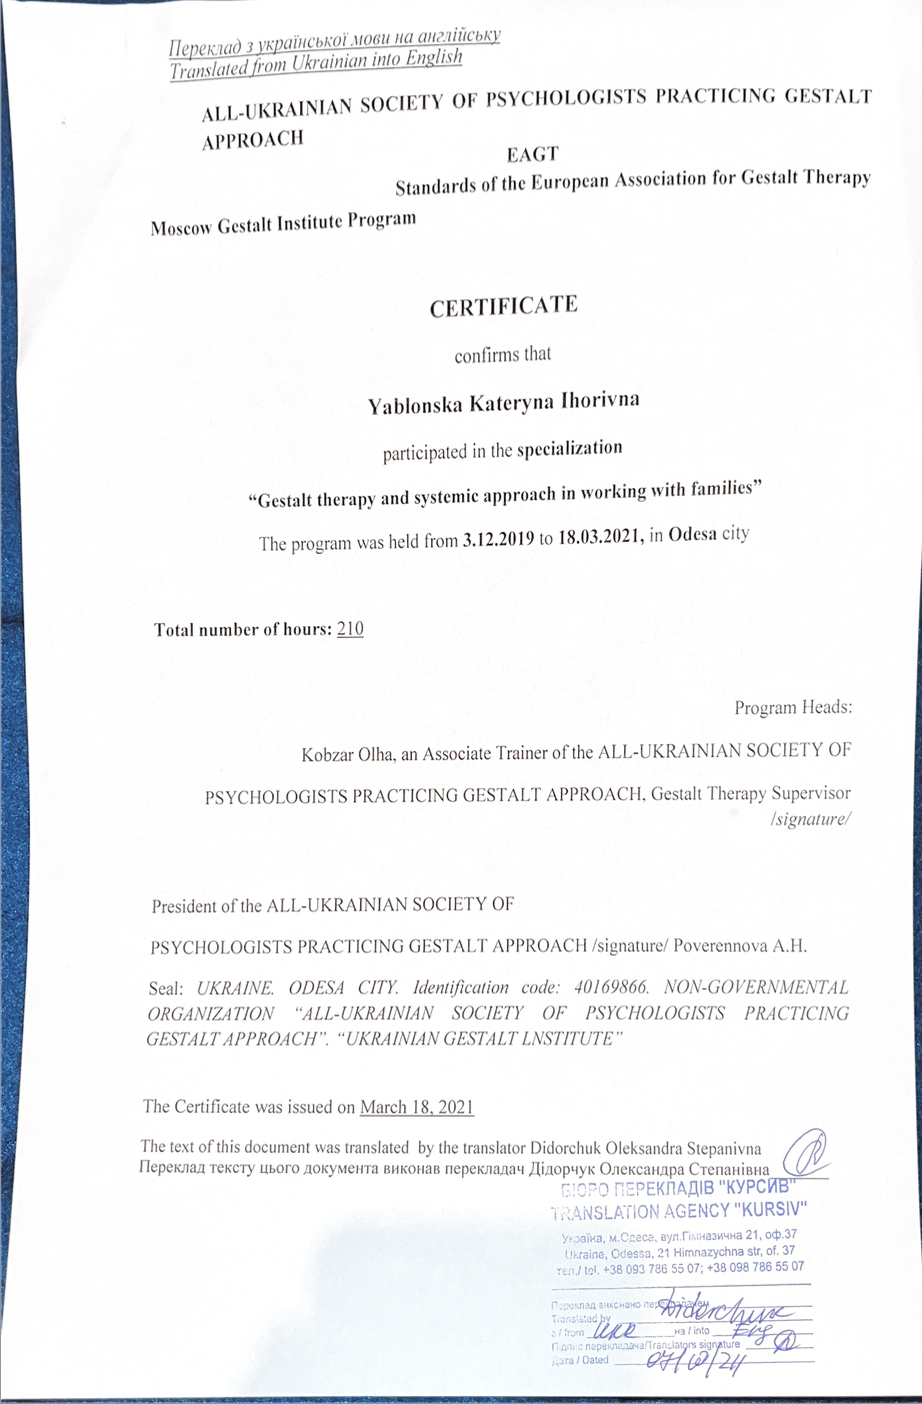 Переклад з української мови на англійську
Translated from Ukrainian into English
ALL-UKRAINIAN SOCIETY OF PSYCHOLOGISTS PRACTICING GESTALT
APPROACH
EAGT
Standards of the European Association for Gestalt Therapy
Moscow Gestalt Institute Program
CERTIFICATE
confirms that
Yablonska Kateryna Ihorivna
participated in the specialization
“Gestalt therapy and systemic approach in working with families”
The program was held from 3.12.2019 to 18.03.2021, in Odesa city
Total number of hours: 210
Program Heads:
Kobzar Olha, an Associate Trainer of the ALL-UKRAINIAN SOCIETY OF
PSYCHOLOGISTS PRACTICING GESTALT APPROACH, Gestalt Therapy Supervisor
/signature/
President of the ALL-UKRAINIAN SOCIETY OF
PSYCHOLOGISTS PRACTICING GESTALT APPROACH /signature/ Poverennova A.H.
Seal: UKRAINE. ODESA CITY. Identification code: 40169866. NON-GOVERNMENTAL
ORGANIZATION “ALL-UKRAINIAN SOCIETY OF PSYCHOLOGISTS PRACTICING
GESTALT APPROACH”. “UKRAINIAN GESTALT LNSTITUTE”
The Certificate was issued on March 18, 2021
The text of this document was translated by the translator Didorchuk Oleksandra Stepanivna
Переклад тексту цього документа виконав перекладач Дідорчук Олександра Степанівна
БЮРО ПЕРЕКЛАДІВ "КУРСИВ"
TRANSLATION AGENCY "KURSIV"
Україна, м.Одеса, вул.Гімназична 21, оф.37
Ukraine, Odessa, 21 Himnazychna str, of. 37
тел./ tel. +38 093 786 55 07; +38 098 786 55 07
Переклад виконано перекладачем Didorchuk
Translated by
з / from укр на / into Eng
Підпис перекладача/Translators signature
Дата / Dated